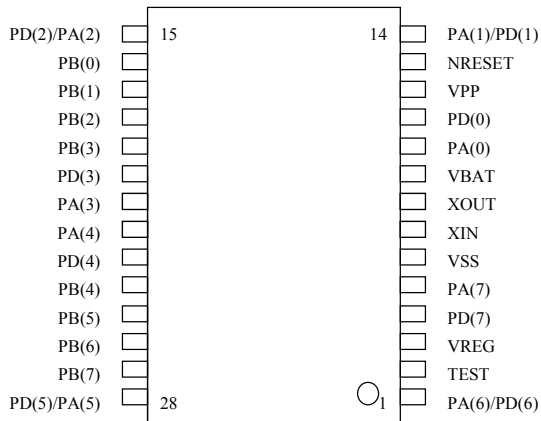 PD(2)/PA(2) 15 14 PA(1)/PD(1)
PB(0) NRESET
PB(1) VPP
PB(2) PD(0)
PB(3) PA(0)
PD(3) VBAT
PA(3) XOUT
PA(4) XIN
PD(4) VSS
PB(4) PA(7)
PB(5) PD(7)
PB(6) VREG
PB(7) TEST
PD(5)/PA(5) 28 1 PA(6)/PD(6)